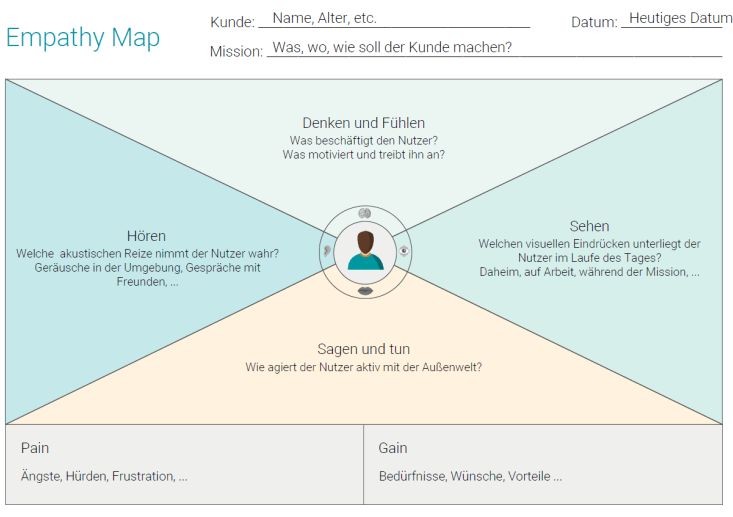 Empathy Map
Kunde: Name, Alter, etc.
Datum: Heutiges Datum
Mission: Was, wo, wie soll der Kunde machen?
Denken und Fühlen
Was beschäftigt den Nutzer?
Was motiviert und treibt ihn an?
Hören
Welche akustischen Reize nimmt der Nutzer wahr?
Geräusche in der Umgebung, Gespräche mit
Freunden, ...
Sehen
Welchen visuellen Eindrücken unterliegt der
Nutzer im Laufe des Tages?
Daheim, auf Arbeit, während der Mission, ...
Sagen und tun
Wie agiert der Nutzer aktiv mit der Außenwelt?
Pain
Ängste, Hürden, Frustration, ...
Gain
Bedürfnisse, Wünsche, Vorteile ...